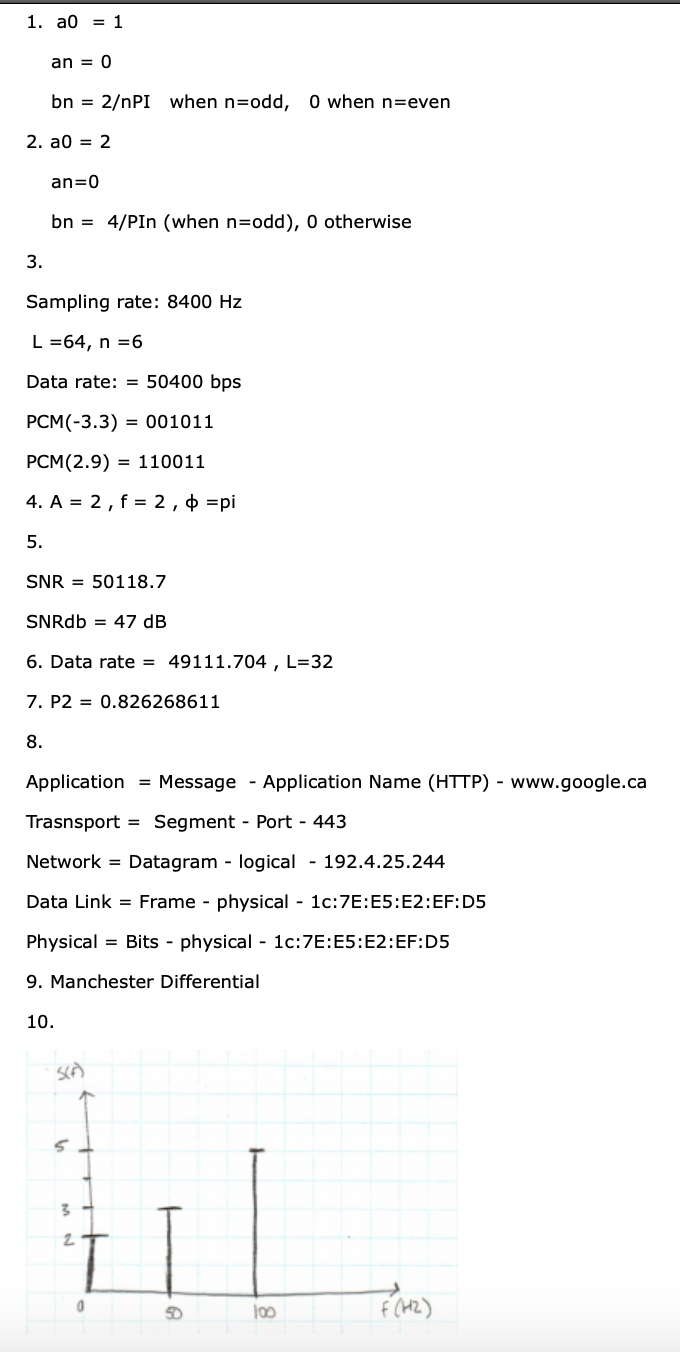 1. a0 = 1
an = 0
bn = 2/nPI when n=odd, 0 when n=even
2. a0 = 2
an=0
bn = 4/PIn (when n=odd), 0 otherwise
3.
Sampling rate: 8400 Hz
L =64, n =6
Data rate: = 50400 bps
PCM(-3.3) = 001011
PCM(2.9) = 110011
4. A = 2 , f = 2 , ϕ =pi
5.
SNR = 50118.7
SNRdb = 47 dB
6. Data rate = 49111.704 , L=32
7. P2 = 0.826268611
8.
Application = Message - Application Name (HTTP) - www.google.ca
Trasnsport = Segment - Port - 443
Network = Datagram - logical - 192.4.25.244
Data Link = Frame - physical - 1c:7E:E5:E2:EF:D5
Physical = Bits - physical - 1c:7E:E5:E2:EF:D5
9. Manchester Differential
10.
S(f)
5
3
2
0 50 100 f (HZ)